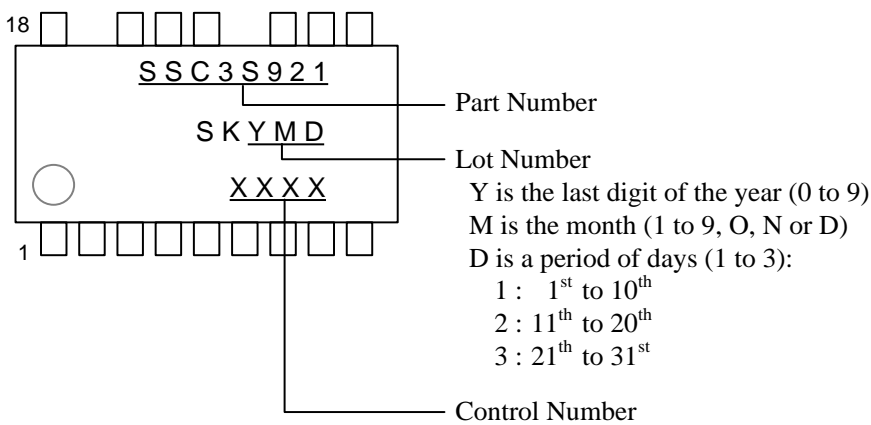 18
SSC3S921
Part Number
SKYMD
Lot Number
Y is the last digit of the year (0 to 9)
M is the month (1 to 9, O, N or D)
D is a period of days (1 to 3):
1 : 1st to 10th
2 : 11th to 20th
3 : 21th to 31st
XXXX
1
Control Number